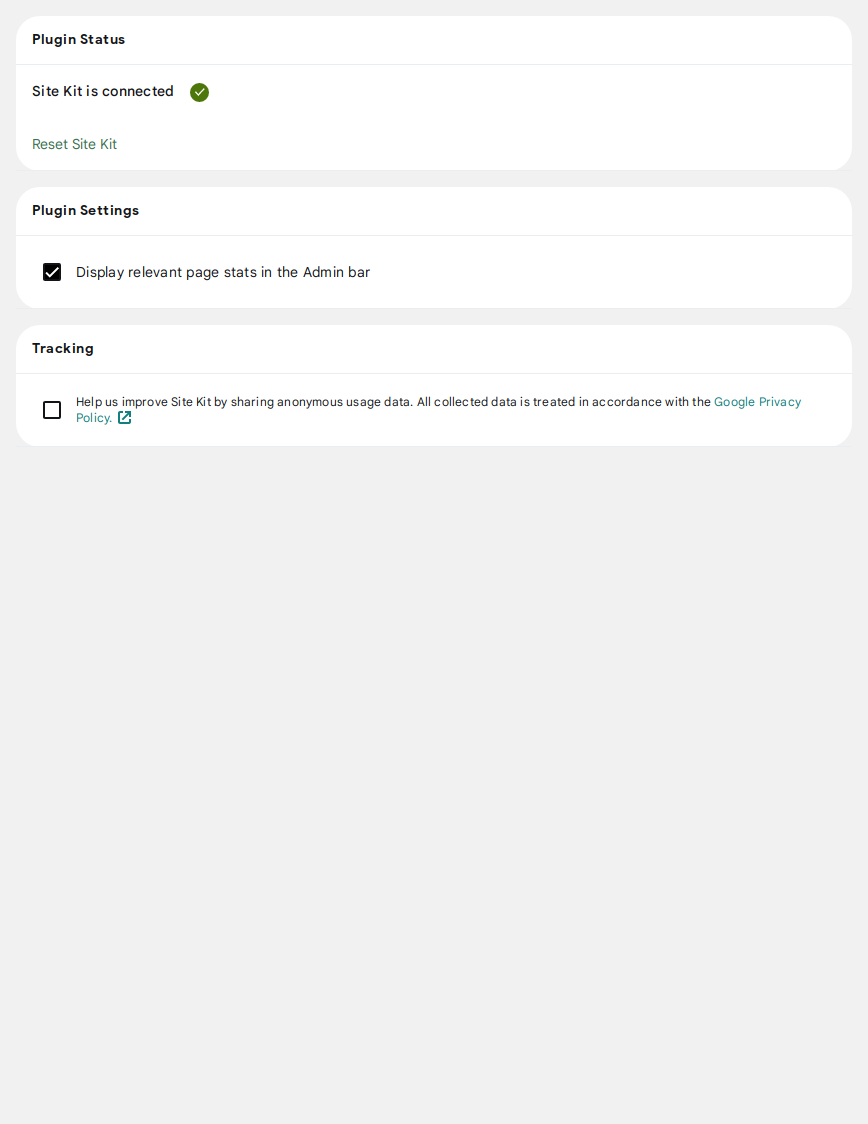 Plugin Status
Site Kit is connected
Reset Site Kit
Plugin Settings
Display relevant page stats in the Admin bar
Tracking
Help us improve Site Kit by sharing anonymous usage data. All collected data is treated in accordance with the Google Privacy
Policy.